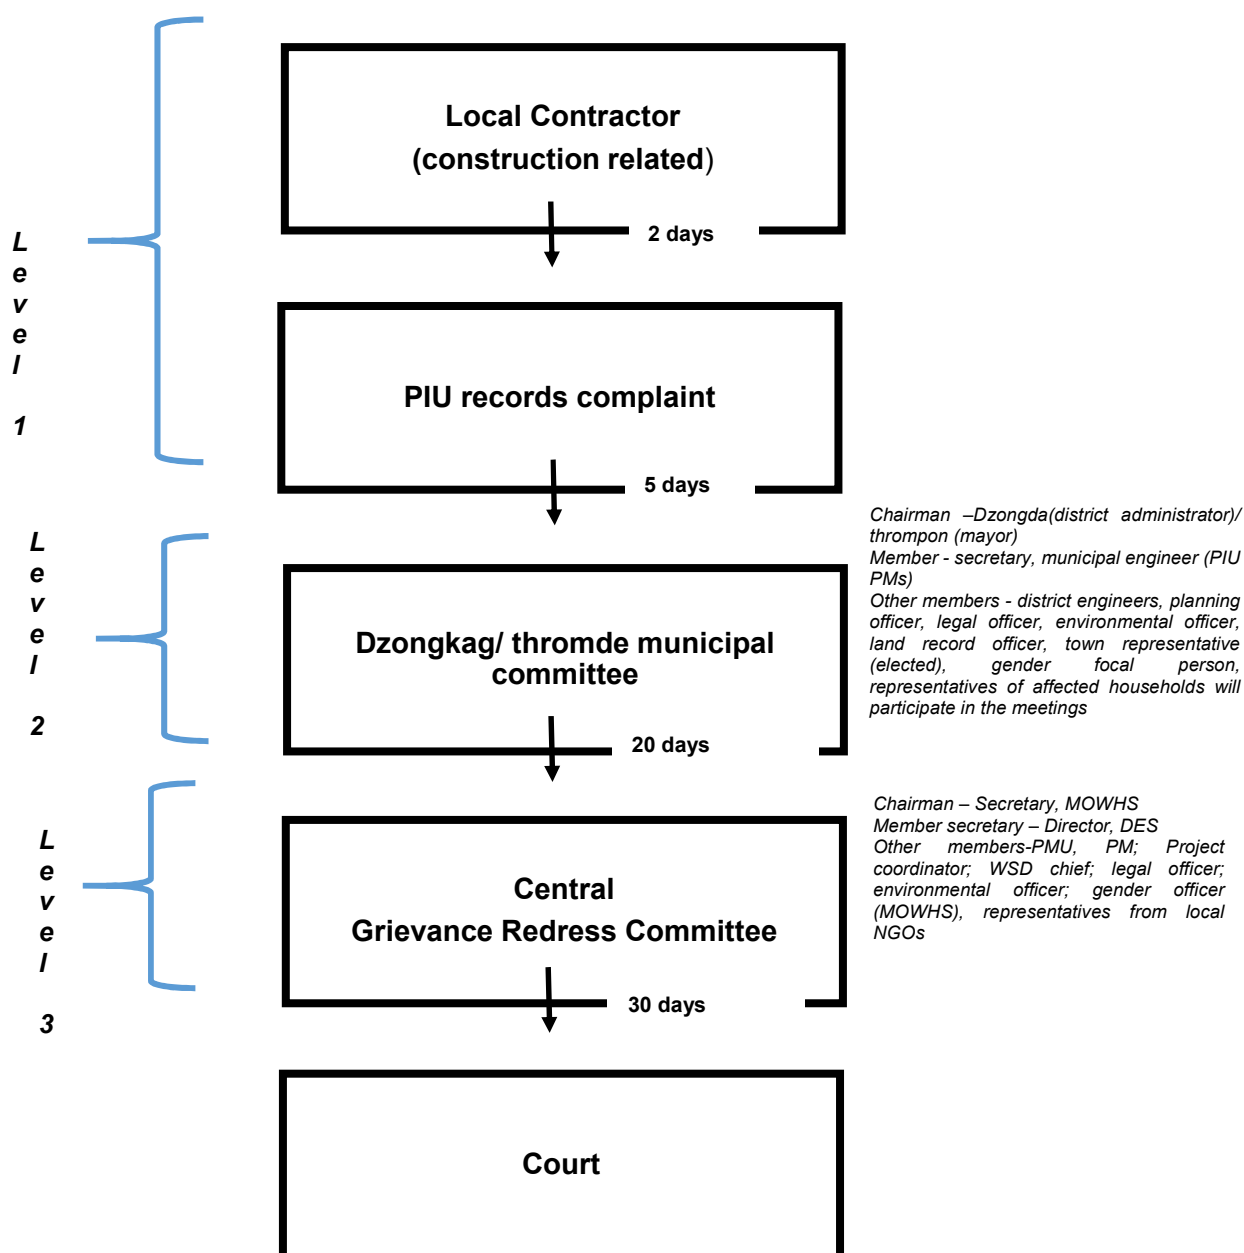 Local Contractor
(construction related)
2 days
Level 1
PIU records complaint
5 days
Chairman –Dzongda(district administrator)/
thrompon (mayor)
Member - secretary, municipal engineer (PIU
PMs)
Other members - district engineers, planning
officer, legal officer, environmental officer,
land record officer, town representative
(elected), gender focal person,
representatives of affected households will
participate in the meetings
Level 2
Dzongkag/ thromde municipal
committee
20 days
Chairman – Secretary, MOWHS
Member secretary – Director, DES
Other members-PMU, PM; Project
coordinator; WSD chief; legal officer;
environmental officer; gender officer
(MOWHS), representatives from local
NGOs
Level 3
Central
Grievance Redress Committee
30 days
Court